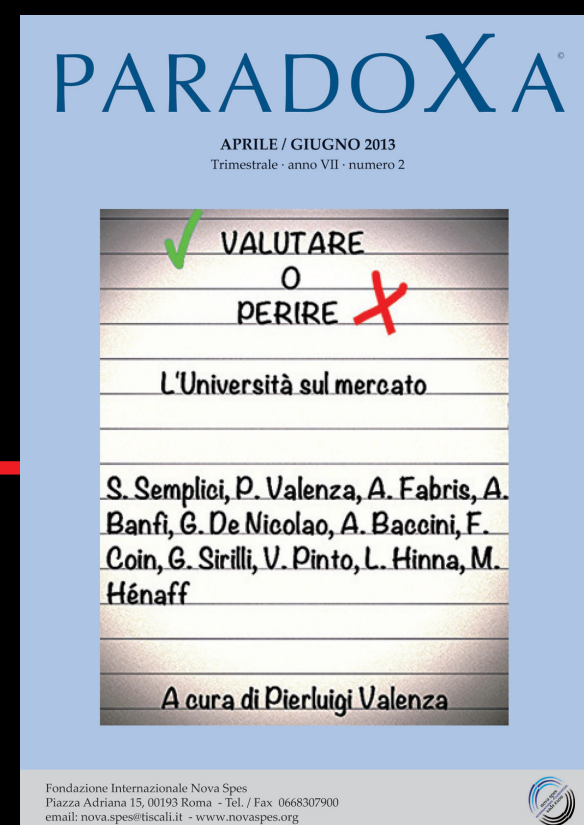 PARADOXA©
APRILE / GIUGNO 2013
Trimestrale · anno VII · numero 2
VALUTARE
O
PERIRE
L'Università sul mercato
S. Semplici, P. Valenza, A. Fabris, A.
Banfi, G. De Nicolao, A. Baccini, F.
Coin, G. Sirilli, V. Pinto, L. Hinna, M.
Hénaff
A cura di Pierluigi Valenza
Fondazione Internazionale Nova Spes
Piazza Adriana 15, 00193 Roma - Tel. / Fax 0668307900
email: nova.spes@tiscali.it - www.novaspes.org